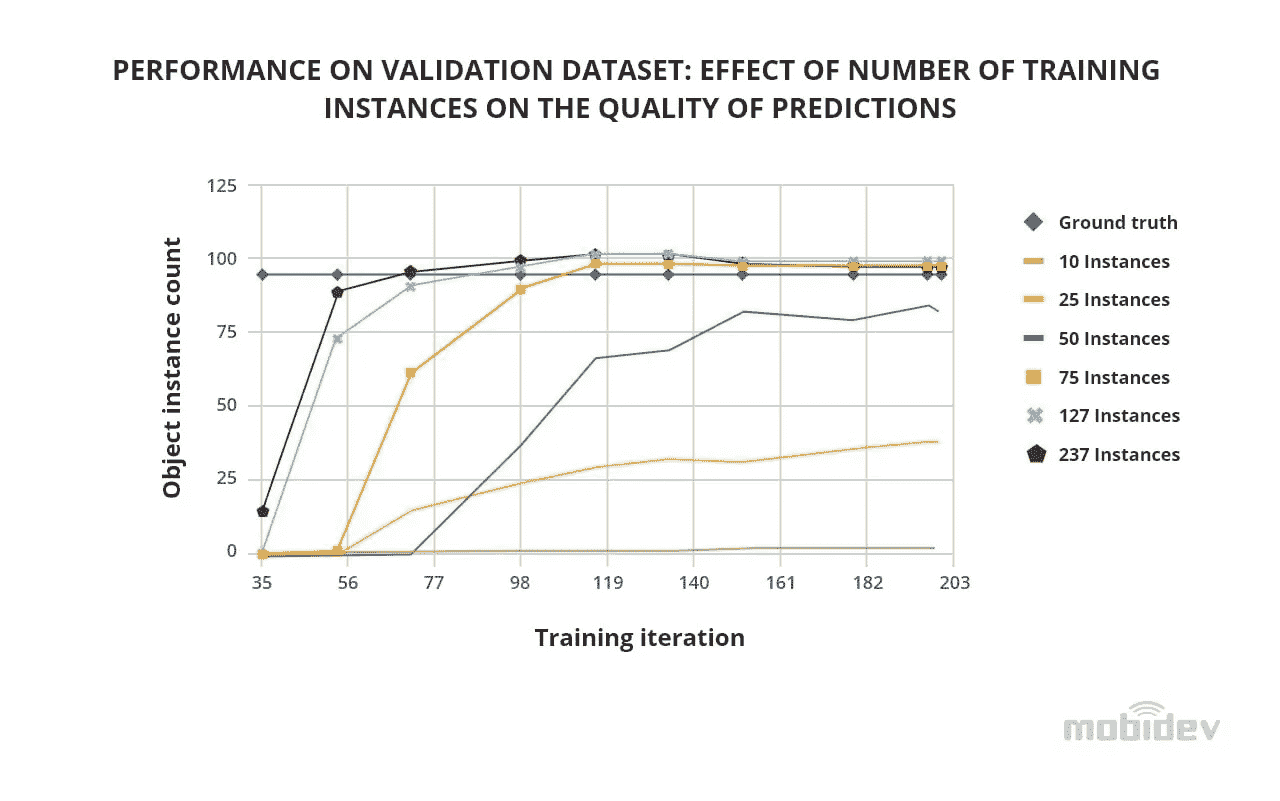 PERFORMANCE ON VALIDATION DATASET: EFFECT OF NUMBER OF TRAINING
INSTANCES ON THE QUALITY OF PREDICTIONS
Object instance count
125
100
75
50
25
0
35 56 77 98 119 140 161 182 203
Training iteration
Ground truth
10 Instances
25 Instances
50 Instances
75 Instances
127 Instances
237 Instances
mobidev